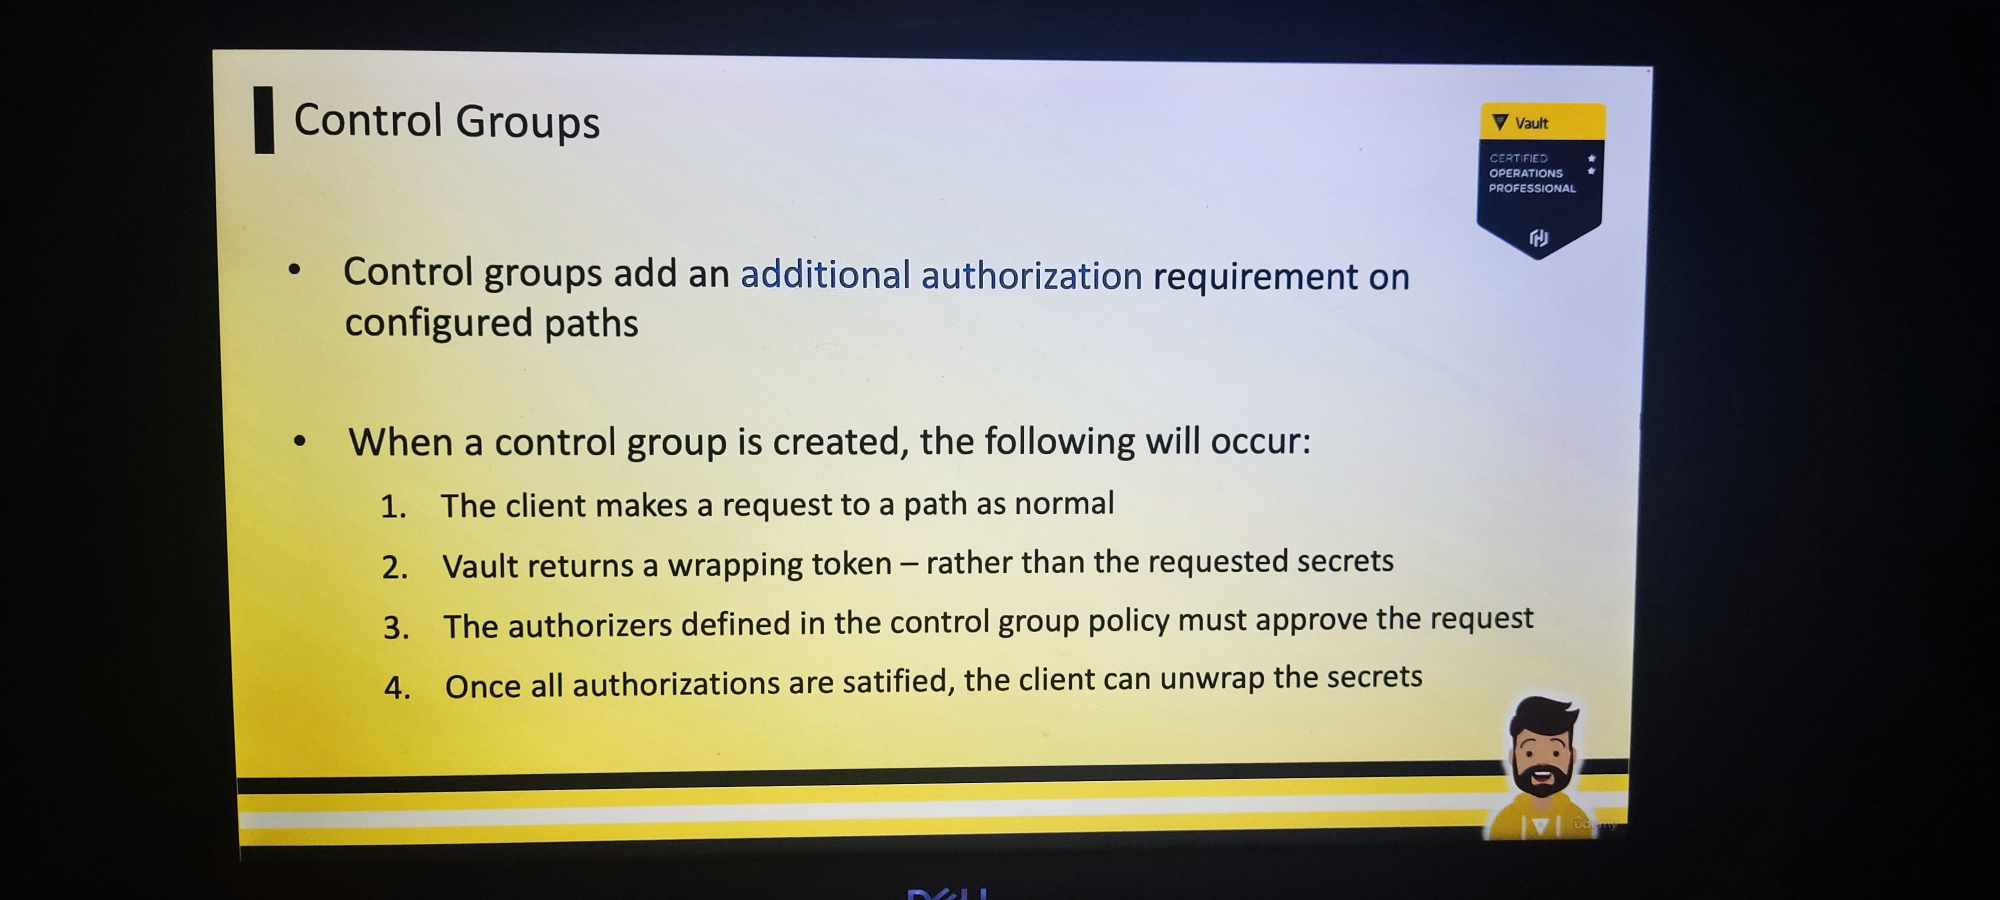 Control Groups
Vault
CERTIFIED
OPERATIONS
PROFESSIONAL
• Control groups add an additional authorization requirement on
configured paths
• When a control group is created, the following will occur:
1. The client makes a request to a path as normal
2. Vault returns a wrapping token – rather than the requested secrets
3. The authorizers defined in the control group policy must approve the request
4. Once all authorizations are satified, the client can unwrap the secrets
Udemy
DELL